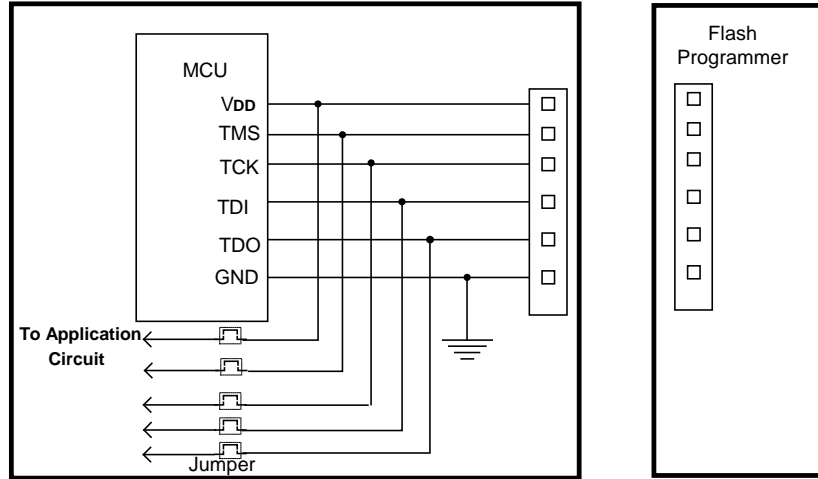 MCU
VDD
TMS
TCK
TDI
TDO
GND
To Application
Circuit
Jumper
Flash
Programmer